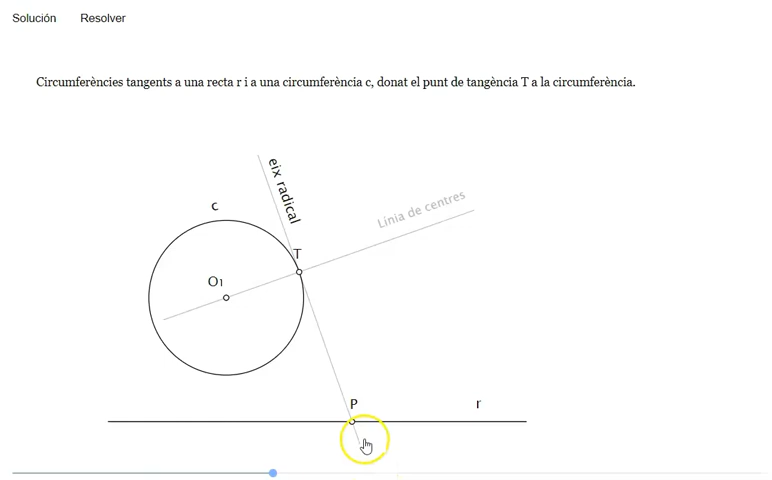 Solución Resolver
Circumferències tangents a una recta r i a una circumferència c, donat el punt de tangència T a la circumferència.
eix radical
Línia de centres
c
T
O1
P
r